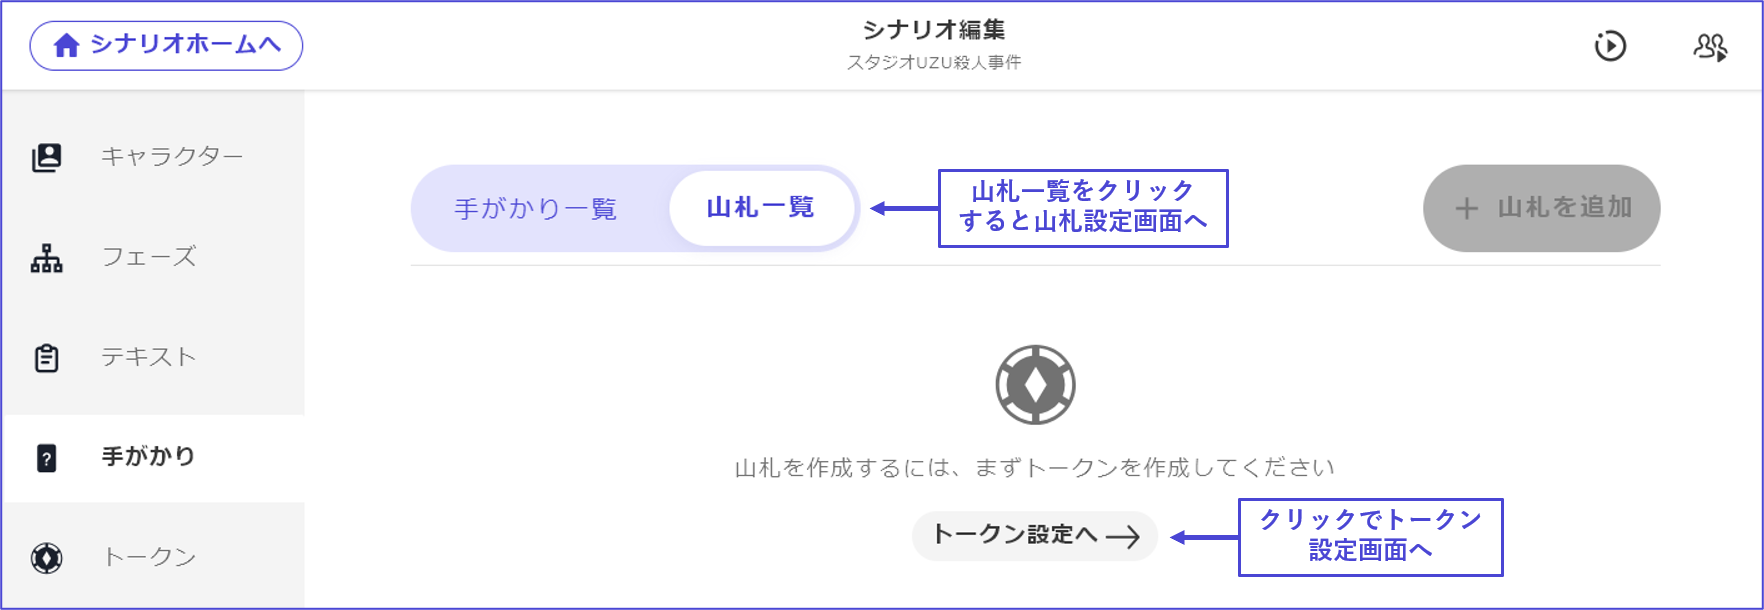 シナリオホームへ
シナリオ編集
スタジオUZU殺人事件
キャラクター
フェーズ
テキスト
手がかり
トークン
手がかり一覧
山札一覧
山札一覧をクリック
すると山札設定画面へ
+ 山札を追加
山札を作成するには、まずトークンを作成してください
トークン設定へ→
クリックでトークン
設定画面へ